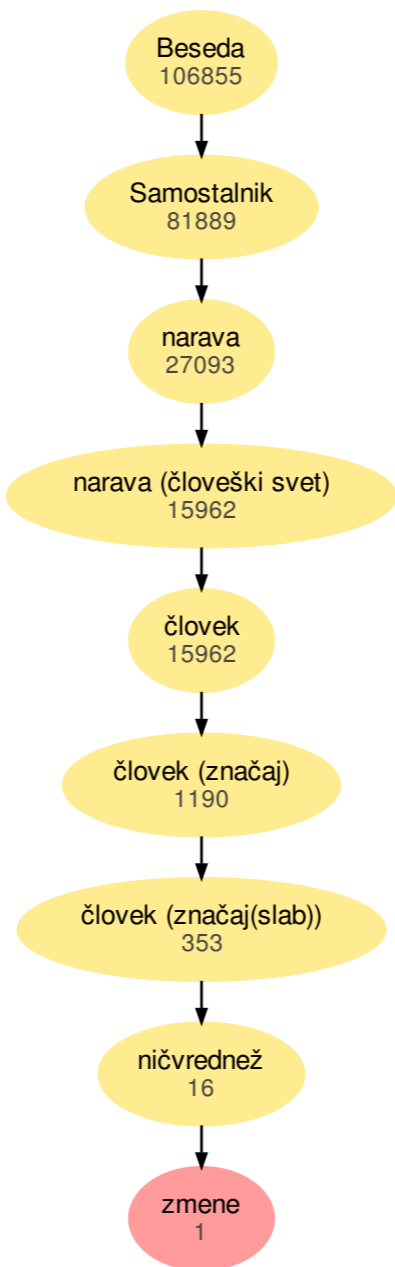 Beseda
106855
Samostalnik
81889
narava
27093
narava (človeški svet)
15962
človek
15962
človek (značaj)
1190
človek (značaj(slab))
353
ničvrednež
16
zmene
1